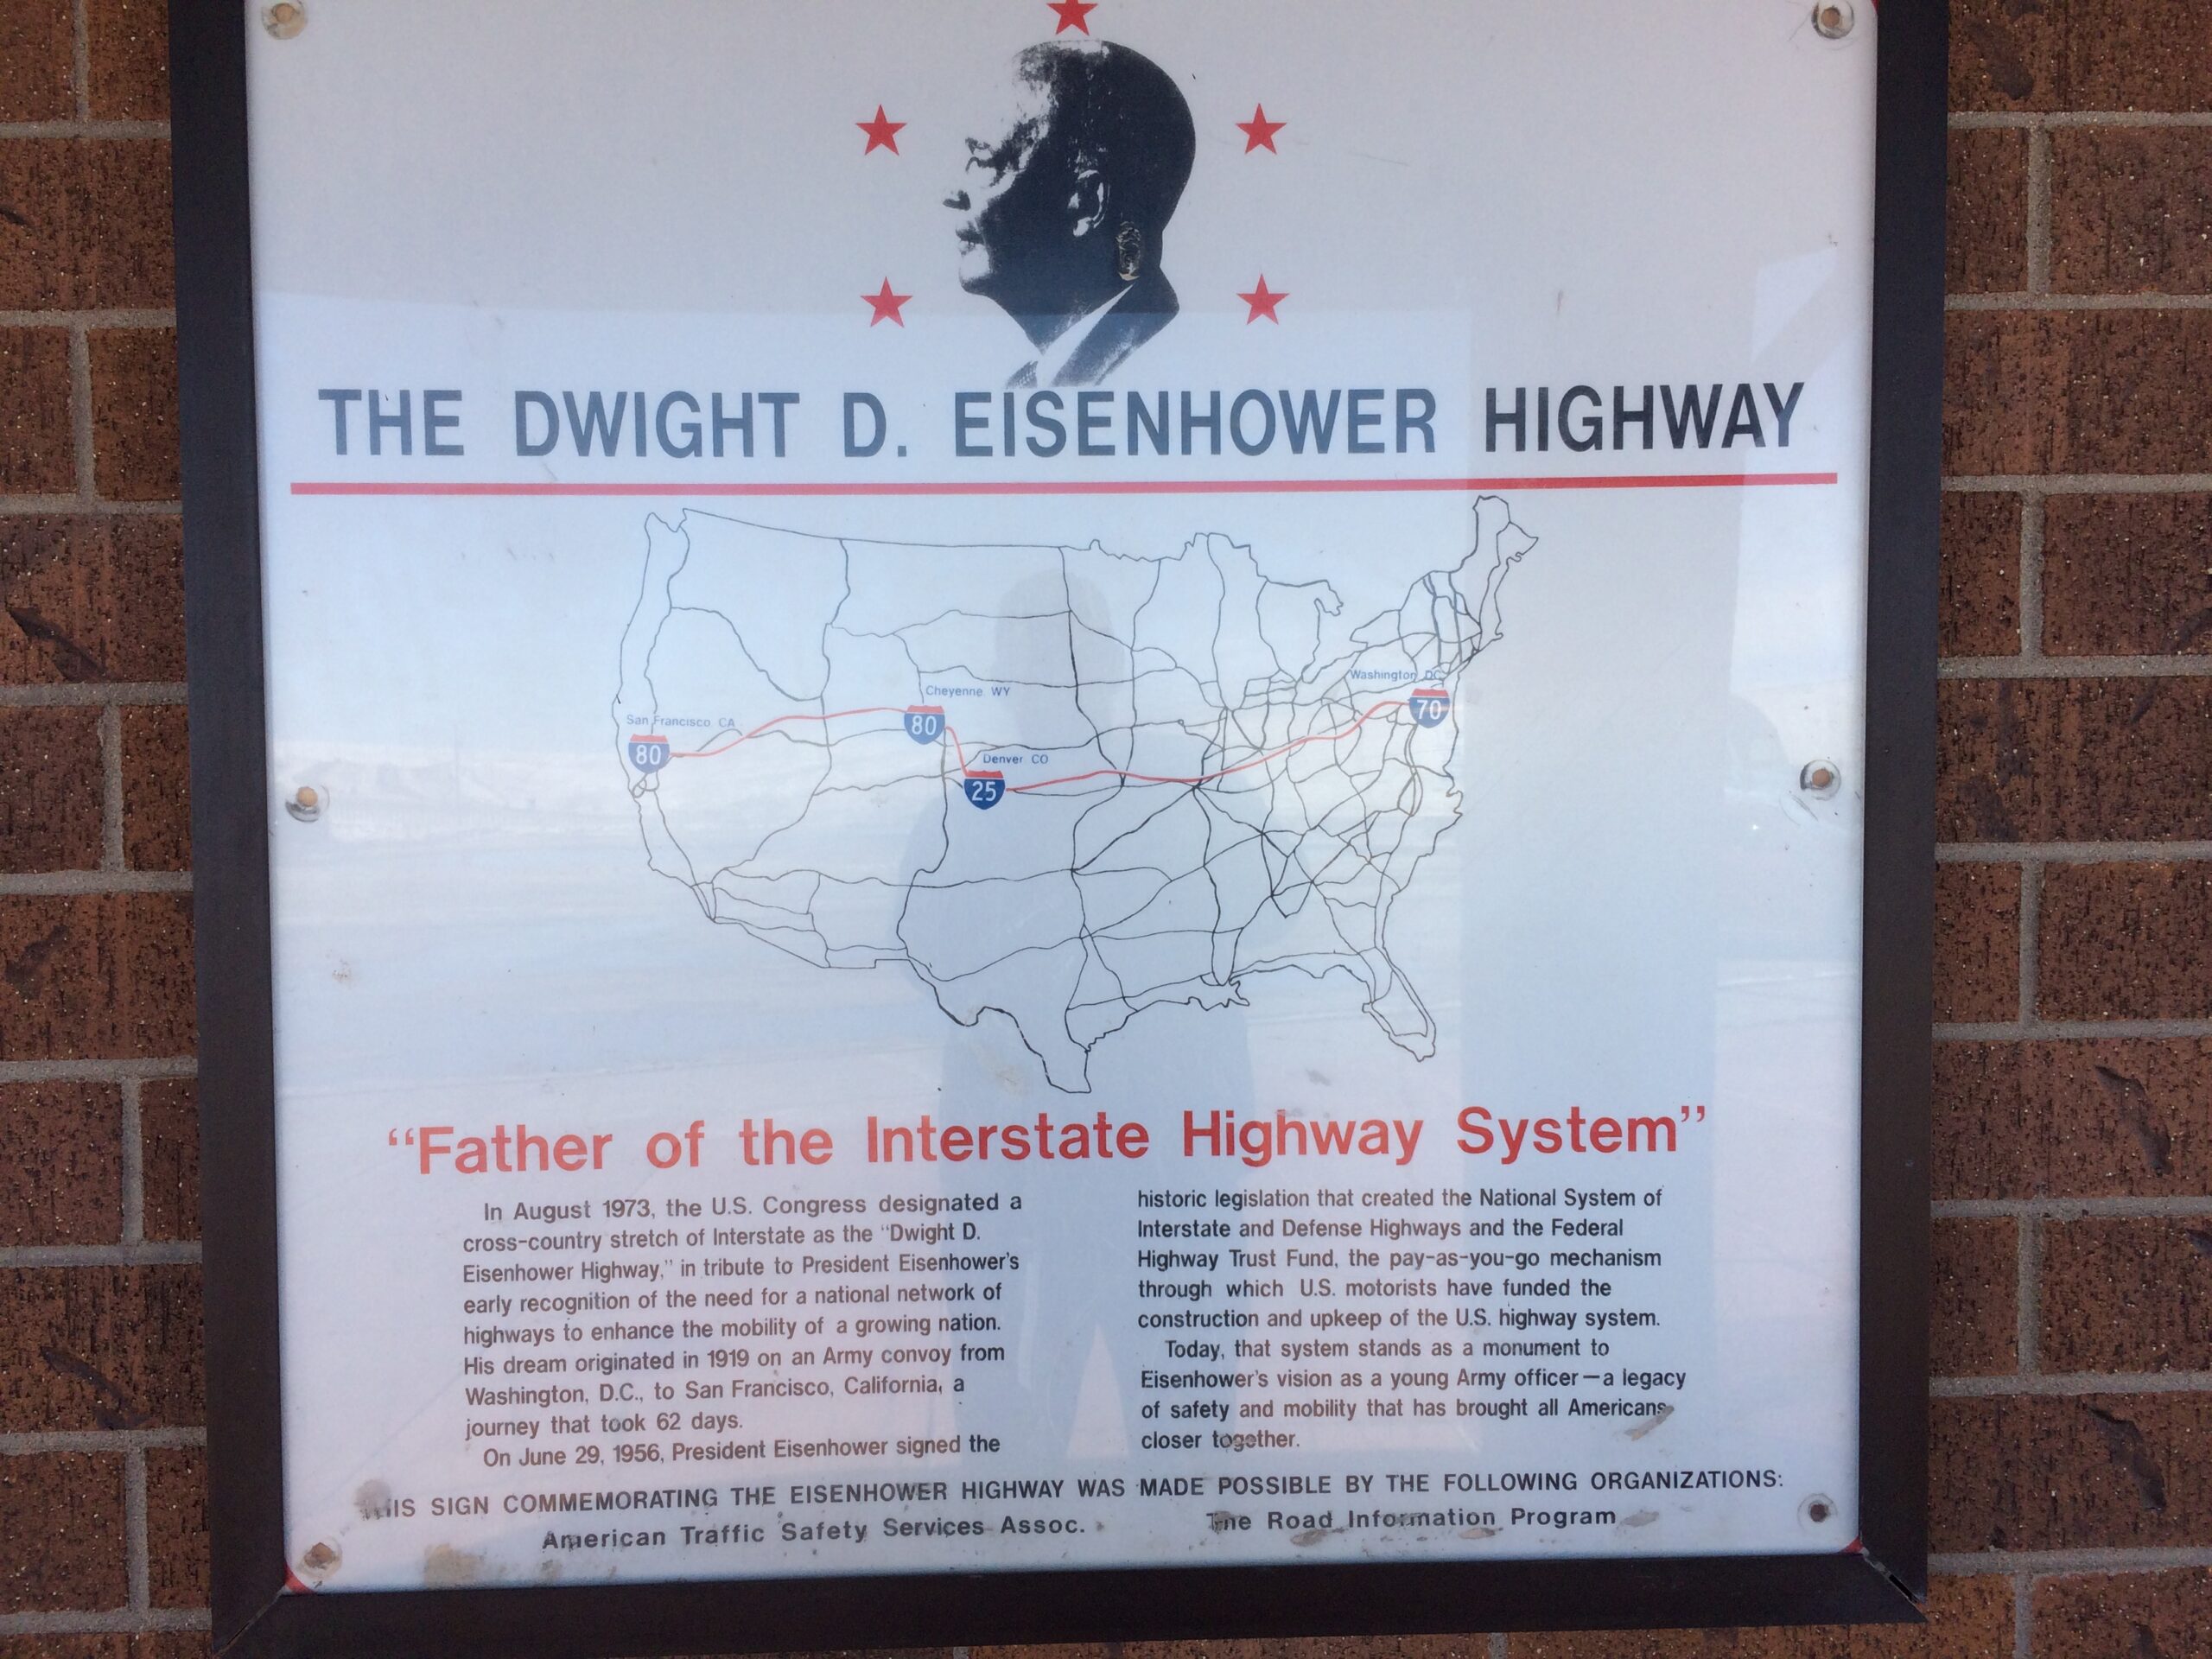 THE DWIGHT D. EISENHOWER HIGHWAY
Cheyenne WY
80
San Francisco CA
80
Denver CO
25
Washington DC
70
“Father of the Interstate Highway System”
In August 1973, the U.S. Congress designated a
cross-country stretch of Interstate as the “Dwight D.
Eisenhower Highway,” in tribute to President Eisenhower’s
early recognition of the need for a national network of
highways to enhance the mobility of a growing nation.
His dream originated in 1919 on an Army convoy from
Washington, D.C., to San Francisco, California, a
journey that took 62 days.
On June 29, 1956, President Eisenhower signed the
historic legislation that created the National System of
Interstate and Defense Highways and the Federal
Highway Trust Fund, the pay-as-you-go mechanism
through which U.S. motorists have funded the
construction and upkeep of the U.S. highway system.
Today, that system stands as a monument to
Eisenhower’s vision as a young Army officer—a legacy
of safety and mobility that has brought all Americans
closer together.
THIS SIGN COMMEMORATING THE EISENHOWER HIGHWAY WAS MADE POSSIBLE BY THE FOLLOWING ORGANIZATIONS:
American Traffic Safety Services Assoc.
The Road Information Program